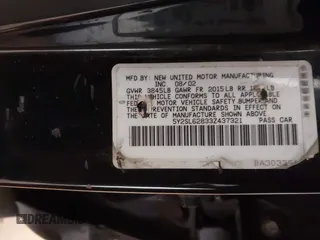 MFD BY: NEW UNITED MOTOR MANUFACTURING
INC 08/02
GVWR 3845LB GAWR FR 2015LB RR
THIS VEHICLE CONFORMS TO ALL APPLICABLE
MOTOR VEHICLE SAFETY BUMPER AND
THEFT PREVENTION STANDARDS IN EFFECT ON
THE DATE OF MANUFACTURE SHOWN ABOVE
5Y2SL62833Z437321 PASS CAR